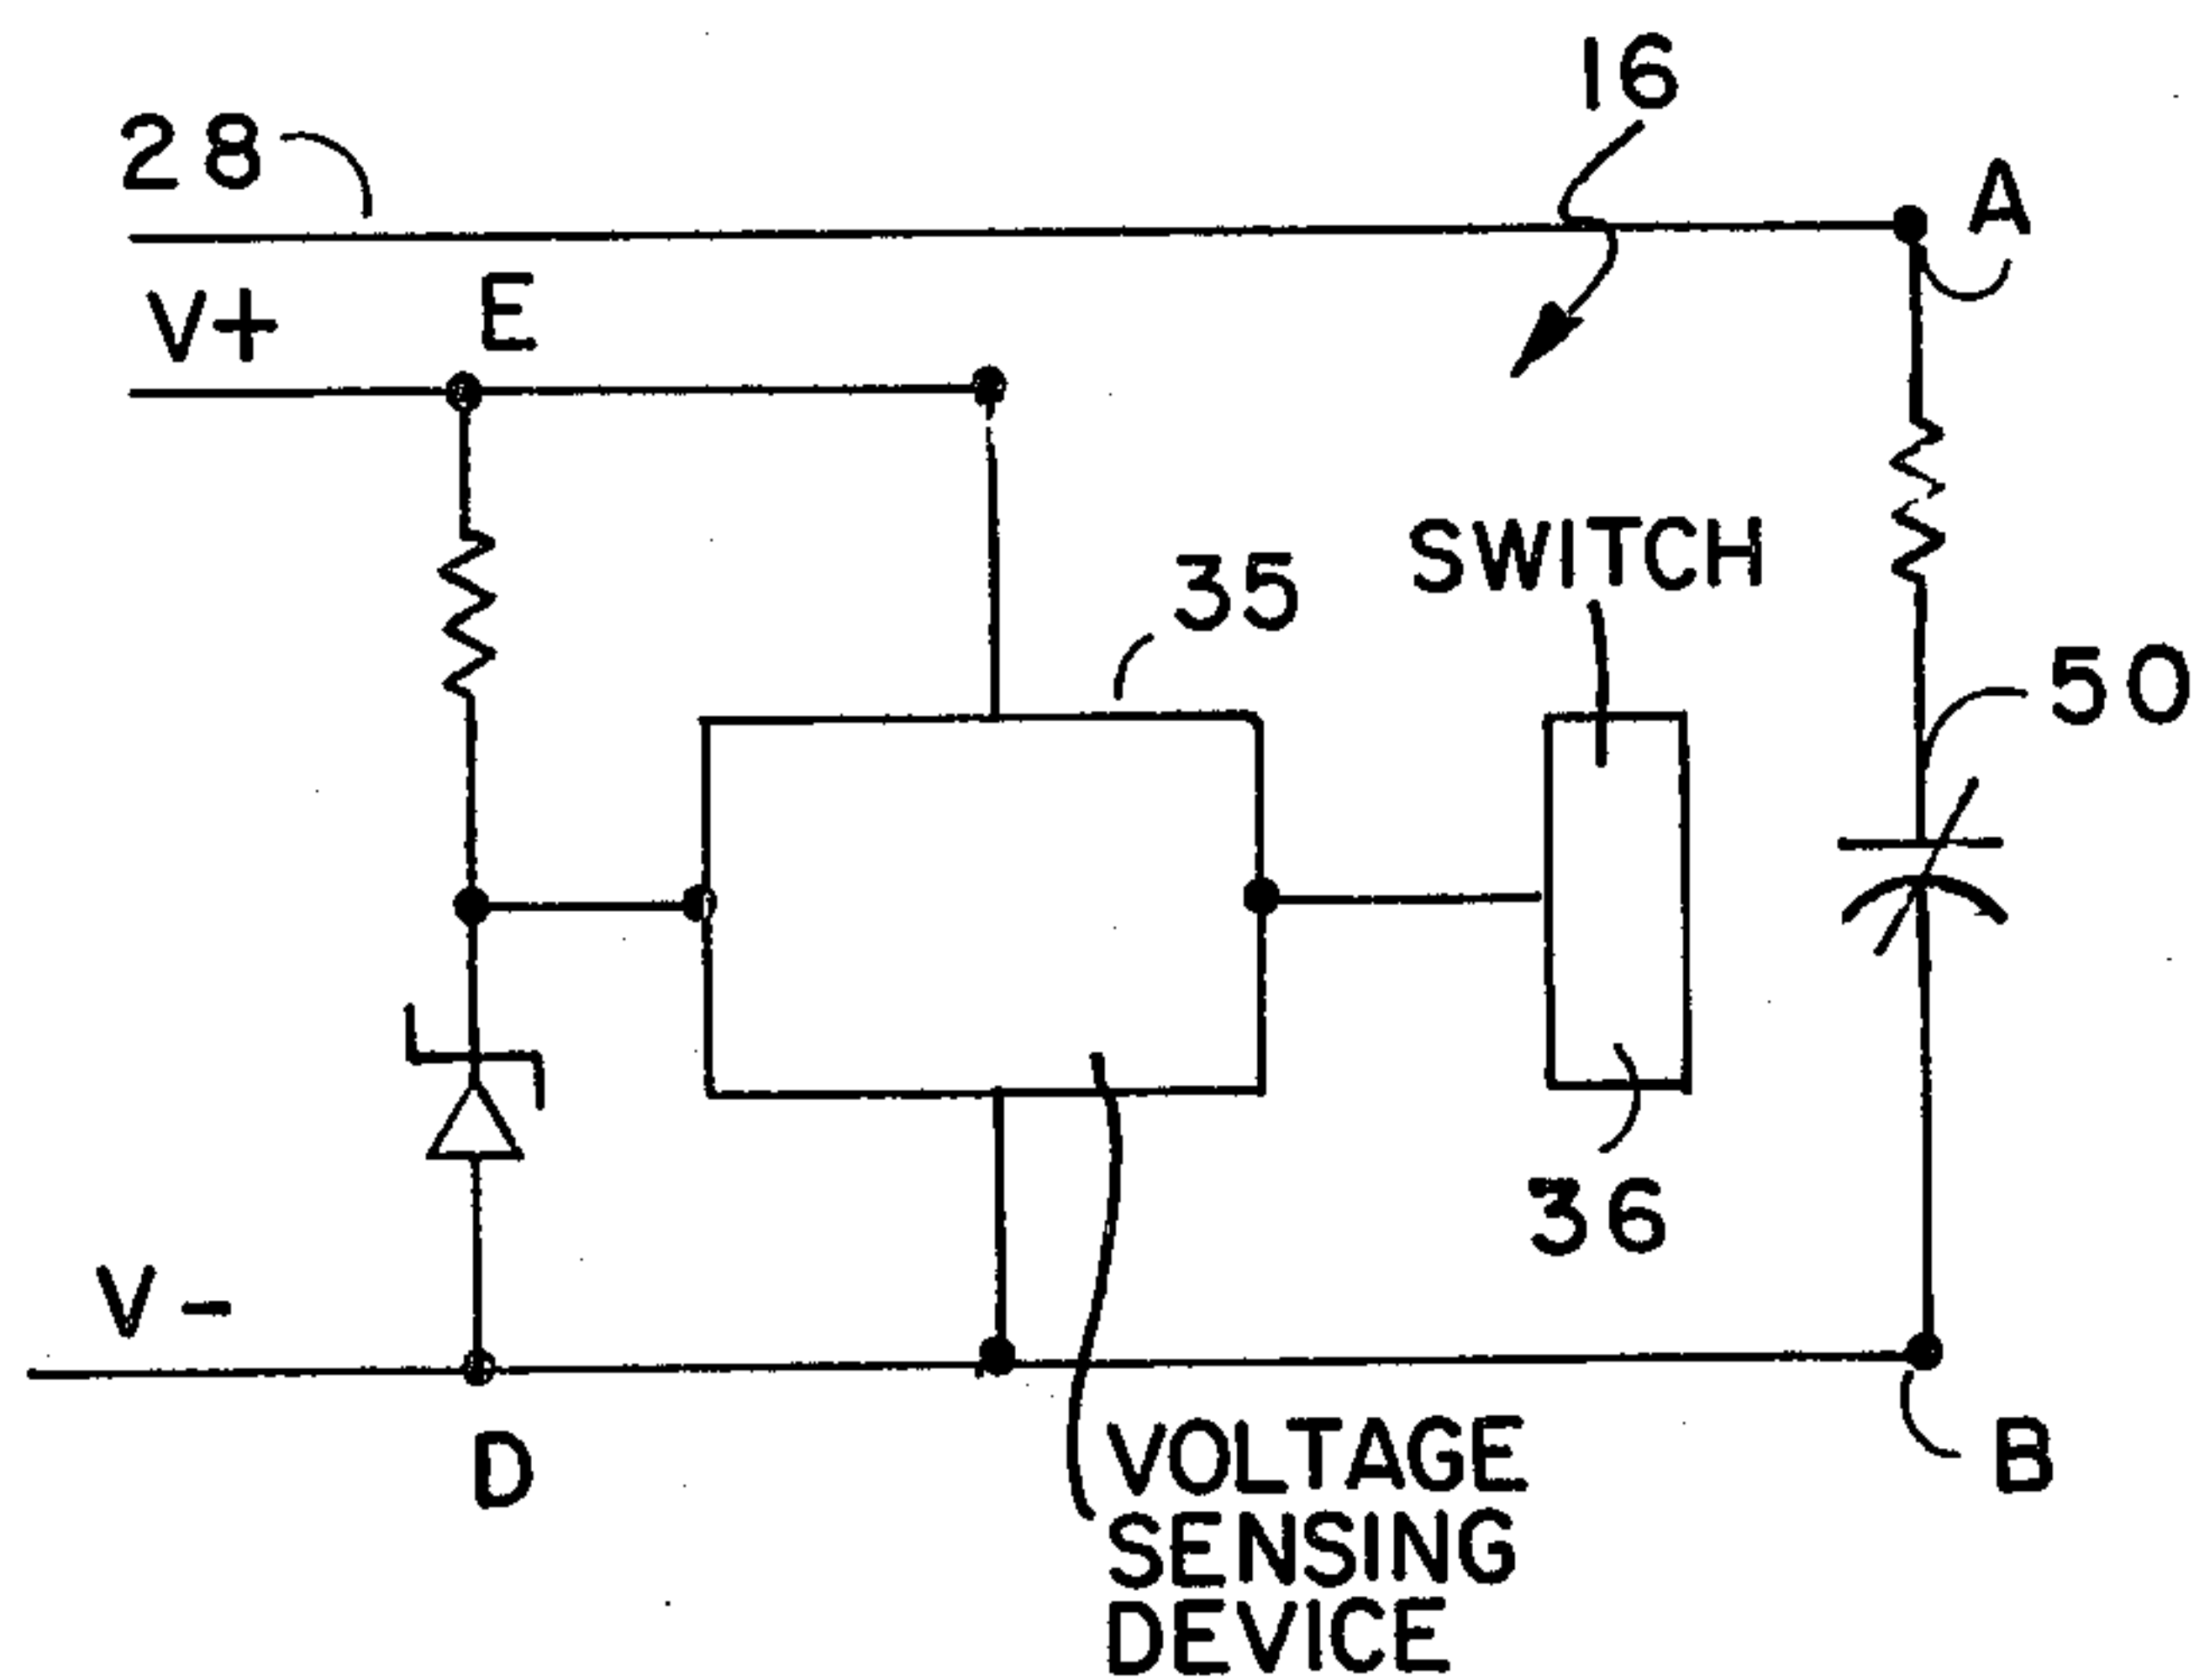 16
28
A
V+
E
SWITCH
35
50
36
V-
D
B
VOLTAGE
SENSING
DEVICE